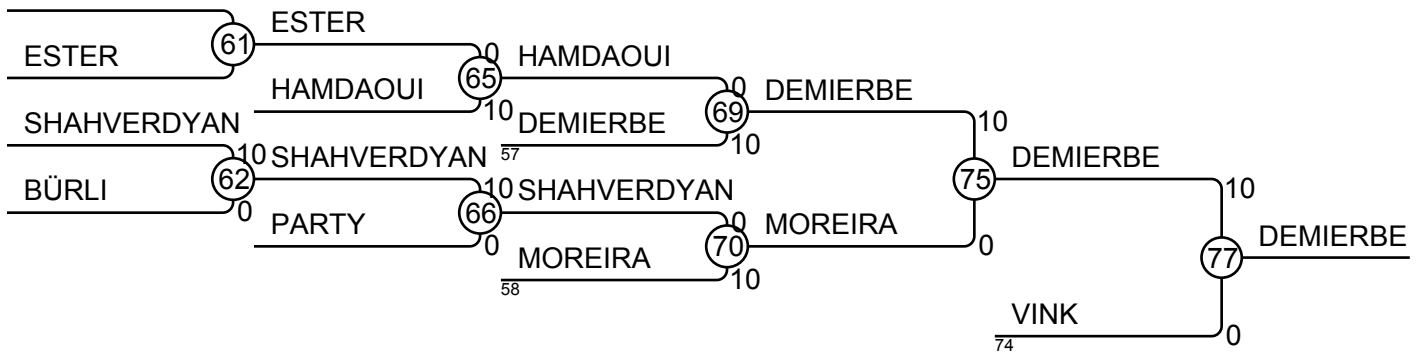 ESTER
61
ESTER
0
HAMDAOUI
65
10
HAMDAOUI
0
DEMIERBE
57
69
10
DEMIERBE
10
SHAHVERDYAN
10
BÜRLI
62
0
SHAHVERDYAN
10
PARTY
66
0
SHAHVERDYAN
0
MOREIRA
58
70
10
MOREIRA
0
75
DEMIERBE
10
VINK
74
77
0
DEMIERBE